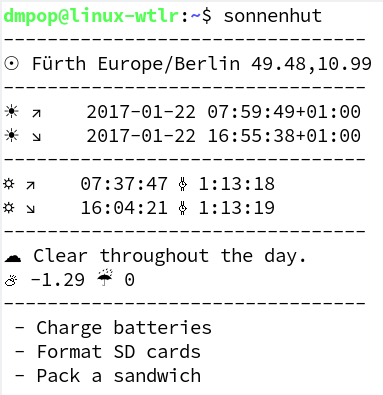 dmpop@linux-wtlr:~$ sonnenhut
----------------------------------
☉ Fürth Europe/Berlin 49.48,10.99
----------------------------------
☀ ↗ 2017-01-22 07:59:49+01:00
☀ ↘ 2017-01-22 16:55:38+01:00
----------------------------------
☼ ↗ 07:37:47 ⸎ 1:13:18
☼ ↘ 16:04:21 ⸎ 1:13:19
----------------------------------
☁ Clear throughout the day.
🌡 -1.29 ☔ 0
----------------------------------
- Charge batteries
- Format SD cards
- Pack a sandwich